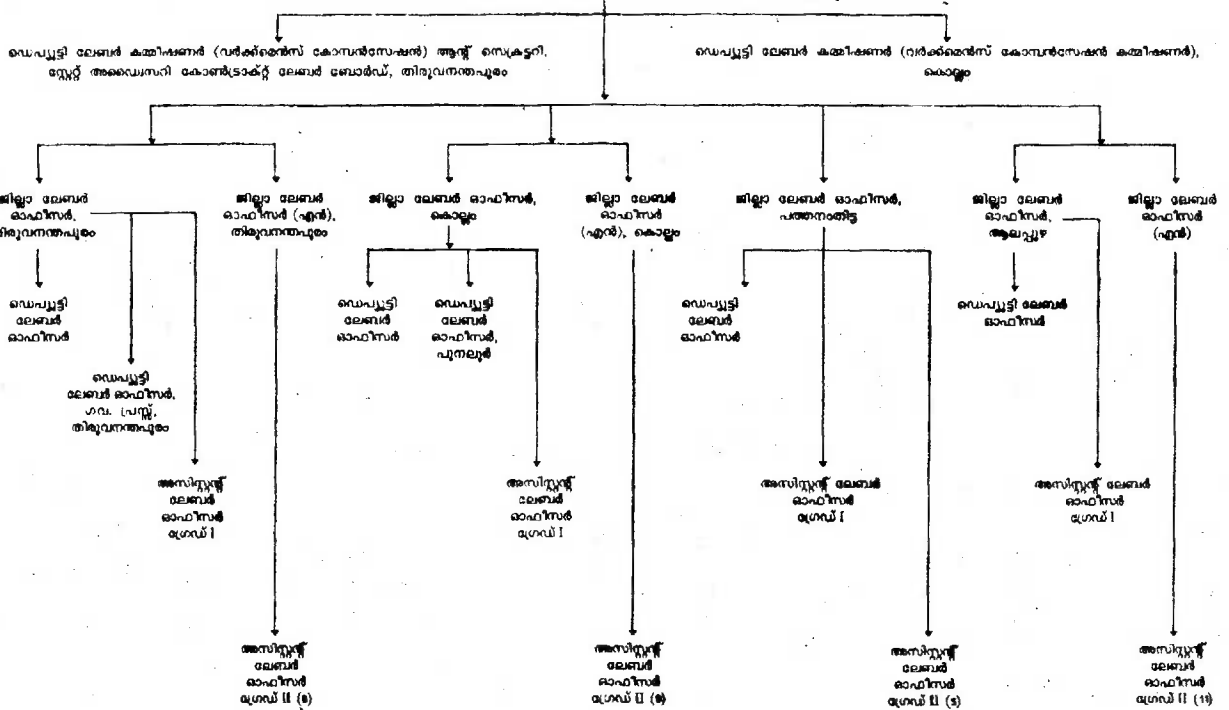 ഡെപ്യൂട്ടി ലേബർ കമ്മീഷണർ (വർക്ക്മെൻസ് കോമ്പൻസേഷൻ) ആന്റ് സെക്രട്ടറി,
സ്റ്റേറ്റ് അഡ്വൈസറി കോൺട്രാക്ട് ലേബർ ബോർഡ്, തിരുവനന്തപുരം
ഡെപ്യൂട്ടി ലേബർ കമ്മീഷണർ (വർക്ക്മെൻസ് കോമ്പൻസേഷൻ കമ്മീഷണർ),
കൊല്ലം
ജില്ലാ ലേബർ
ഓഫീസർ,
തിരുവനന്തപുരം
ജില്ലാ ലേബർ
ഓഫീസർ (എൻ),
തിരുവനന്തപുരം
ജില്ലാ ലേബർ ഓഫീസർ,
കൊല്ലം
ജില്ലാ ലേബർ
ഓഫീസർ
(എൻ), കൊല്ലം
ജില്ലാ ലേബർ ഓഫീസർ,
പത്തനംതിട്ട
ജില്ലാ ലേബർ
ഓഫീസർ,
ആലപ്പുഴ
ജില്ലാ ലേബർ
ഓഫീസർ
(എൻ)
ഡെപ്യൂട്ടി
ലേബർ
ഓഫീസർ
ഡെപ്യൂട്ടി
ലേബർ
ഓഫീസർ
ഡെപ്യൂട്ടി
ലേബർ
ഓഫീസർ,
പുനലൂർ
ഡെപ്യൂട്ടി
ലേബർ
ഓഫീസർ
ഡെപ്യൂട്ടി ലേബർ
ഓഫീസർ
ഡെപ്യൂട്ടി
ലേബർ ഓഫീസർ,
ഗവ. പ്രസ്സ്,
തിരുവനന്തപുരം
അസിസ്റ്റന്റ്
ലേബർ
ഓഫീസർ
ഗ്രേഡ് I
അസിസ്റ്റന്റ്
ലേബർ
ഓഫീസർ
ഗ്രേഡ് I
അസിസ്റ്റന്റ് ലേബർ
ഓഫീസർ
ഗ്രേഡ് I
അസിസ്റ്റന്റ് ലേബർ
ഓഫീസർ
ഗ്രേഡ് I
അസിസ്റ്റന്റ്
ലേബർ
ഓഫീസർ
ഗ്രേഡ് II
അസിസ്റ്റന്റ്
ലേബർ
ഓഫീസർ
ഗ്രേഡ് II
അസിസ്റ്റന്റ്
ലേബർ
ഓഫീസർ
ഗ്രേഡ് II (5)
അസിസ്റ്റന്റ്
ലേബർ
ഓഫീസർ
ഗ്രേഡ് II (11)